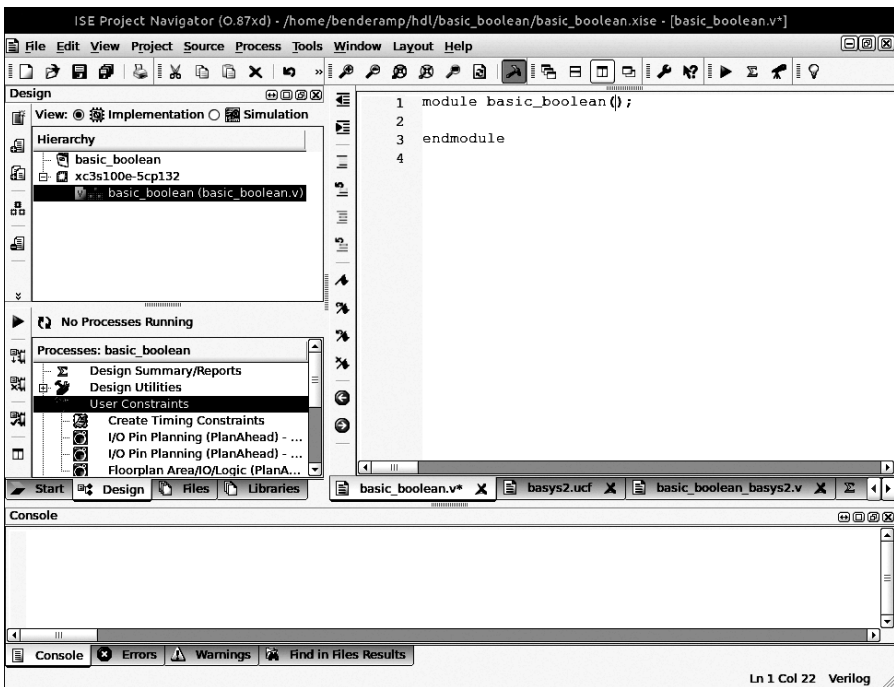 ISE Project Navigator (O.87xd) - /home/benderamp/hdl/basic_boolean/basic_boolean.xise - [basic_boolean.v*]
File Edit View Project Source Process Tools Window Layout Help
Design
View: Implementation Simulation
Hierarchy
basic_boolean
xc3s100e-5cp132
basic_boolean (basic_boolean.v)
No Processes Running
Processes: basic_boolean
Design Summary/Reports
Design Utilities
User Constraints
Create Timing Constraints
I/O Pin Planning (PlanAhead) - ...
I/O Pin Planning (PlanAhead) - ...
Floorplan Area/IO/Logic (PlanA...
Start Design Files Libraries
1 module basic_boolean();
2
3 endmodule
4
basic_boolean.v* basys2.ucf basic_boolean_basys2.v Σ
Console
Console Errors Warnings Find in Files Results
Ln 1 Col 22 Verilog